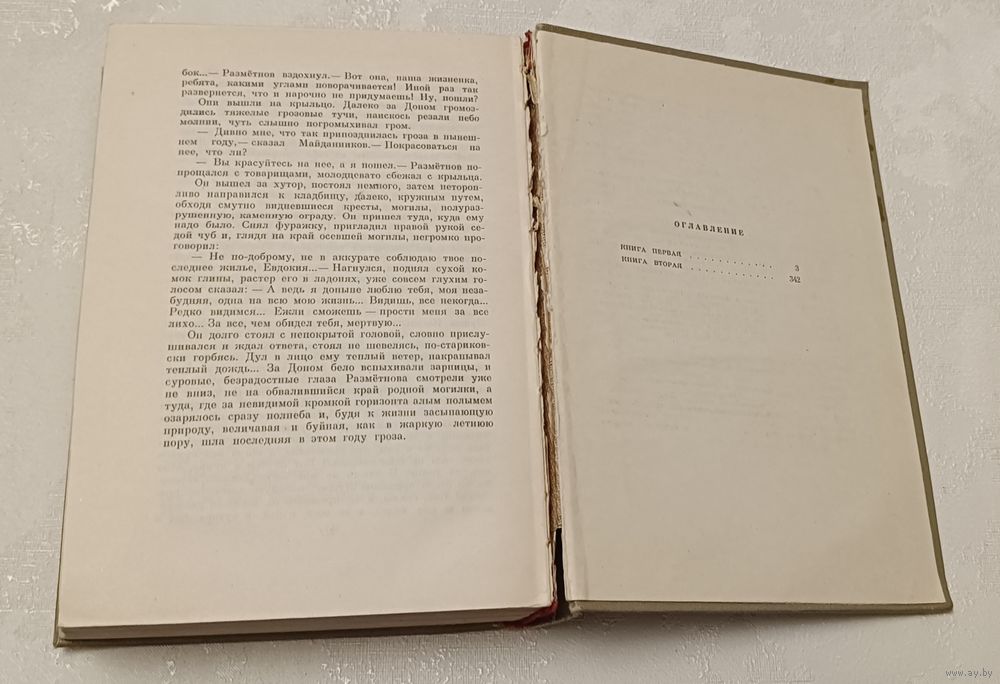 бок...— Размётнов вздохнул.— Вот она, наша жизненка,
ребята, какими углами поворачивается! Иной раз так
развернется, что и нарочно не придумаешь! Ну, пошли?
Они вышли на крыльцо. Далеко за Доном громоз-
дились тяжелые грозовые тучи, наискось резали небо
молнии, чуть слышно погромыхивал гром.
— Дивно мне, что так припозднилась гроза в нынеш-
нем году,— сказал Майданников.— Покрасоваться на
нее, что ли?
— Вы красуйтесь на нее, а я пошел.— Размётнов по-
прощался с товарищами, молодцевато сбежал с крыльца.
Он вышел за хутор, постоял немного, затем нетороп-
ливо направился к кладбищу, далеко, кружным путем,
обходя смутно видневшиеся кресты, могилы, полураз-
рушенную, каменную ограду. Он пришел туда, куда ему
надо было. Снял фуражку, пригладил правой рукой се-
дой чуб и, глядя на край осевшей могилы, негромко про-
говорил:
— Не по-доброму, не в аккурате соблюдаю твое по-
следнее жилье, Евдокия...— Нагнулся, поднял сухой ко-
мок глины, растер его в ладонях, уже совсем глухим го-
лосом сказал: — А ведь я доныне люблю тебя, моя неза-
будняя, одна на всю мою жизнь... Видишь, все некогда...
Редко видимся... Ежли сможешь — прости меня за все
лихо... За все, чем обидел тебя, мертвую...
Он долго стоял с непокрытой головой, словно прислу-
шивался и ждал ответа, стоял не шевелясь, по-старилов-
ски горбясь. Дул в лицо ему теплый ветер, накрапывал
теплый дождь... За Доном бело вспыхивали зарницы, и
суровые, безрадостные глаза Размётнова смотрели уже
не вниз, не на обвалившийся край родной могилки, а
туда, где за невидимой кромкой горизонта алым полымем
озарялось сразу полнеба и, будя к жизни засыпающую
природу, величавая и буйная, как в жаркую летнюю
пору, шла последняя в этом году гроза.
ОГЛАВЛЕНИЕ
КНИГА ПЕРВАЯ . . . . . . . . . . . . 3
КНИГА ВТОРАЯ . . . . . . . . . . . . 342
www.ay.by